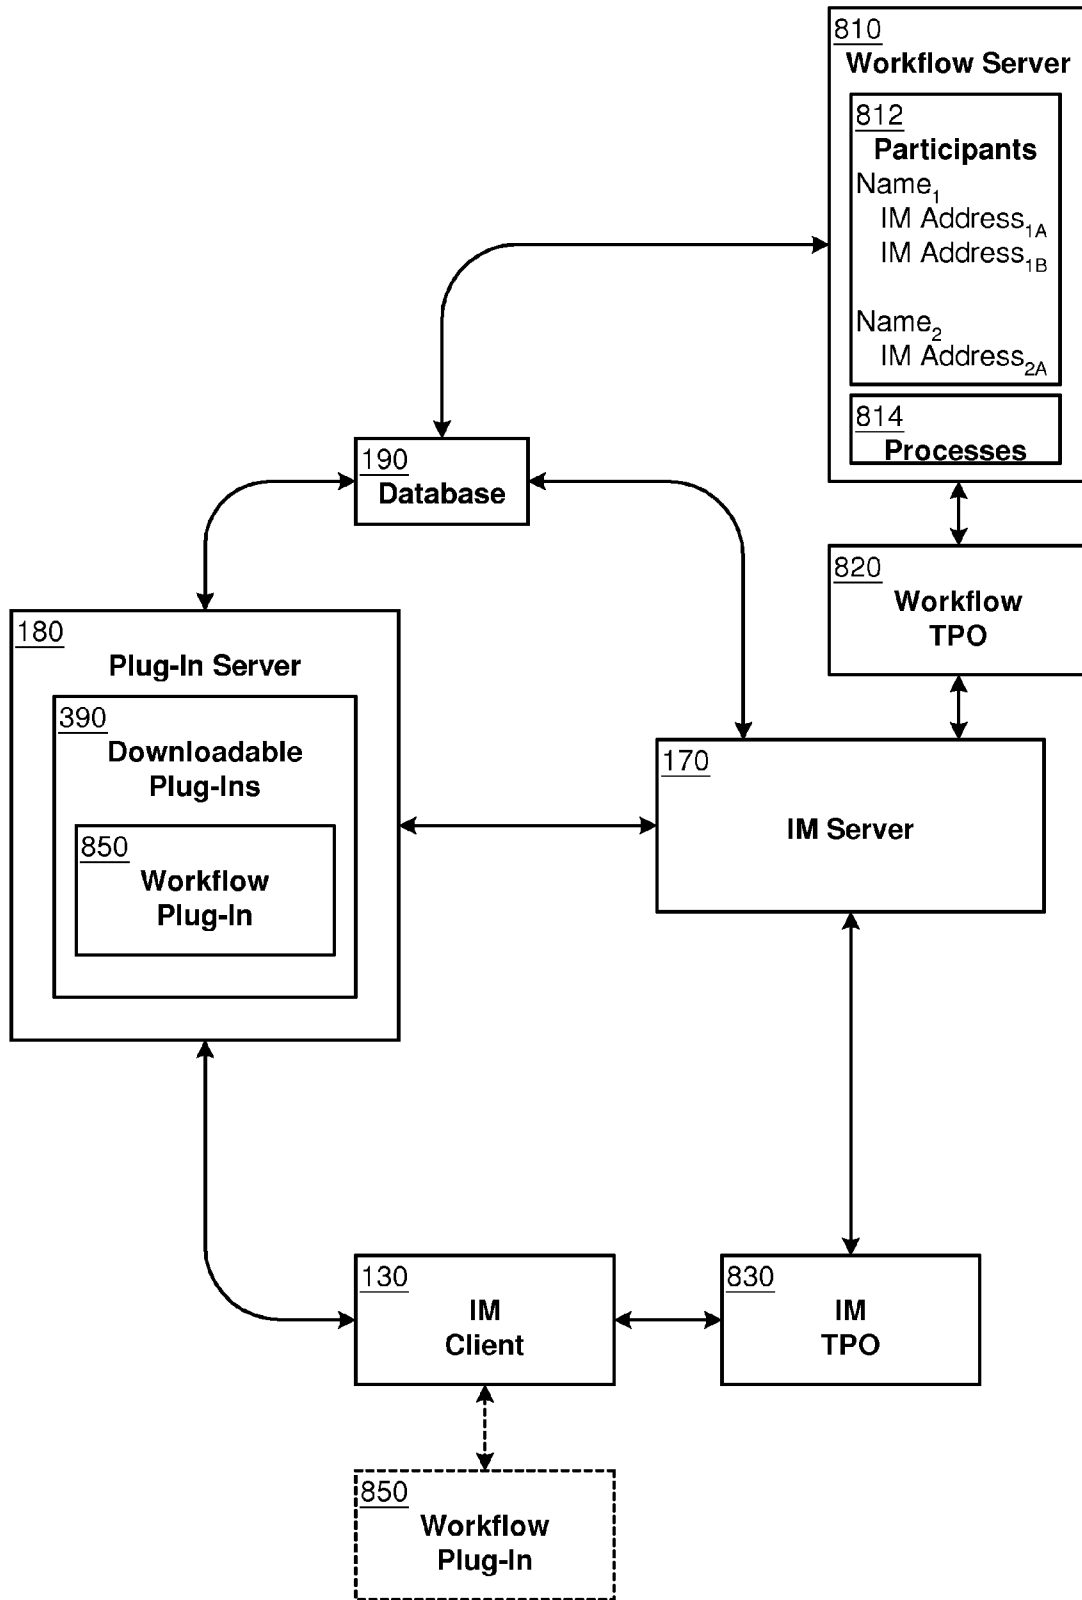 810
Workflow Server
812
Participants
Name1
IM Address1A
IM Address1B
Name2
IM Address2A
814
Processes
190
Database
820
Workflow
TPO
180
Plug-In Server
390
Downloadable
Plug-Ins
850
Workflow
Plug-In
170
IM Server
130
IM
Client
830
IM
TPO
850
Workflow
Plug-In